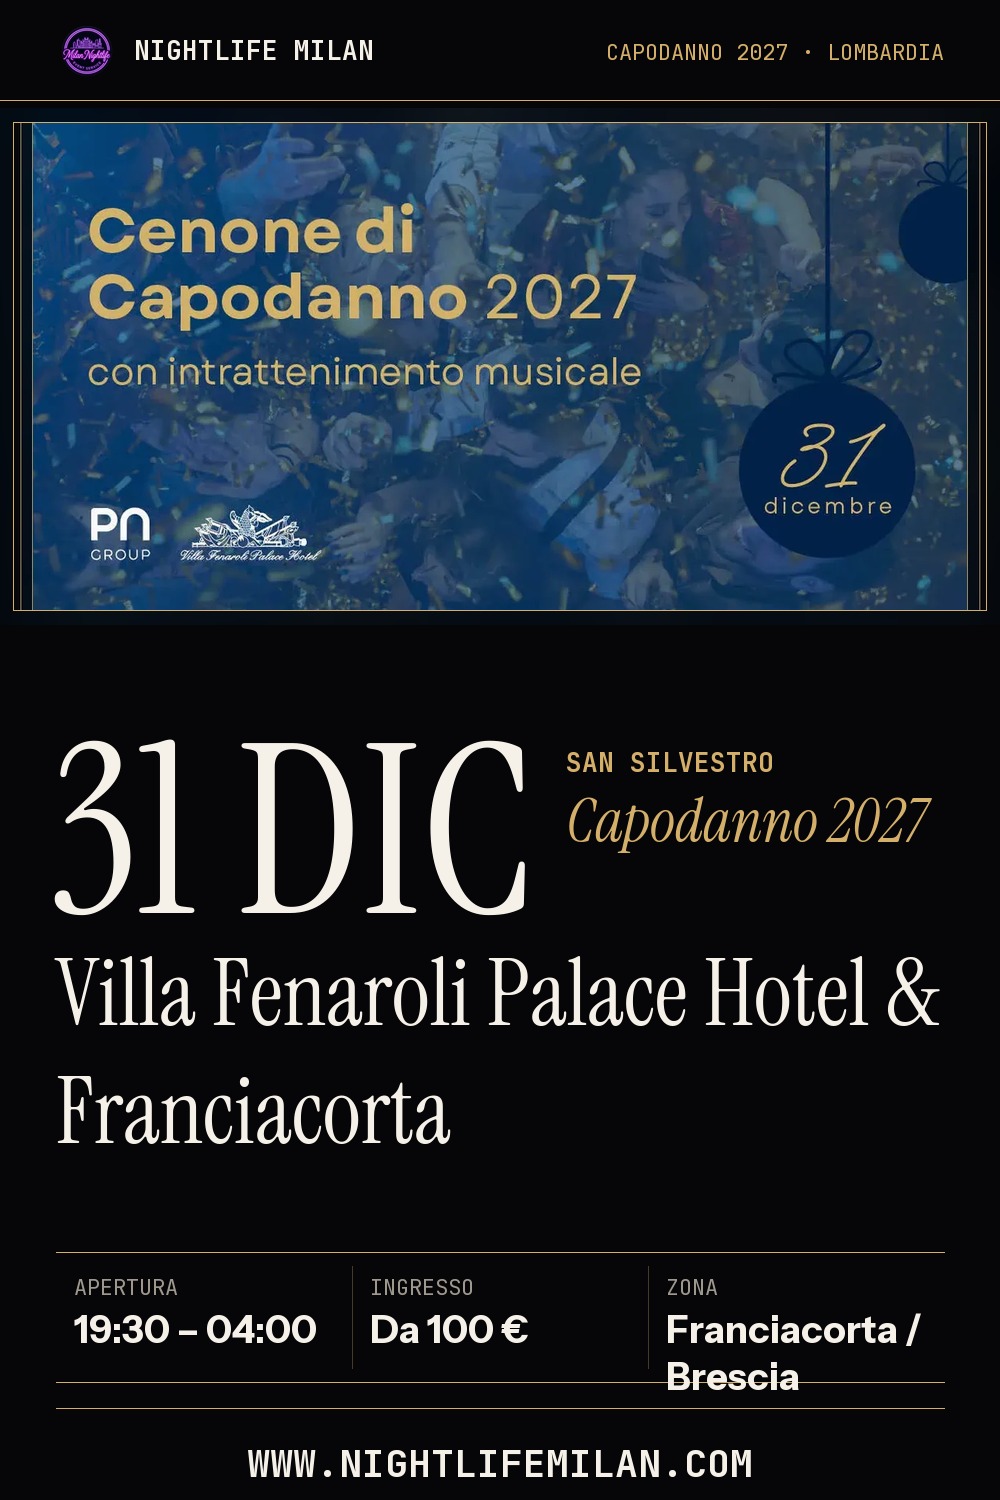 Milan Nightlife
NIGHTLIFE MILAN
CAPODANNO 2027 · LOMBARDIA
Cenone di
Capodanno 2027
con intrattenimento musicale
31
dicembre
PN
GROUP
Villa Fenaroli Palace Hotel
31 DIC
SAN SILVESTRO
Capodanno 2027
Villa Fenaroli Palace Hotel &
Franciacorta
APERTURA
19:30 – 04:00
INGRESSO
Da 100 €
ZONA
Franciacorta /
Brescia
WWW.NIGHTLIFEMILAN.COM